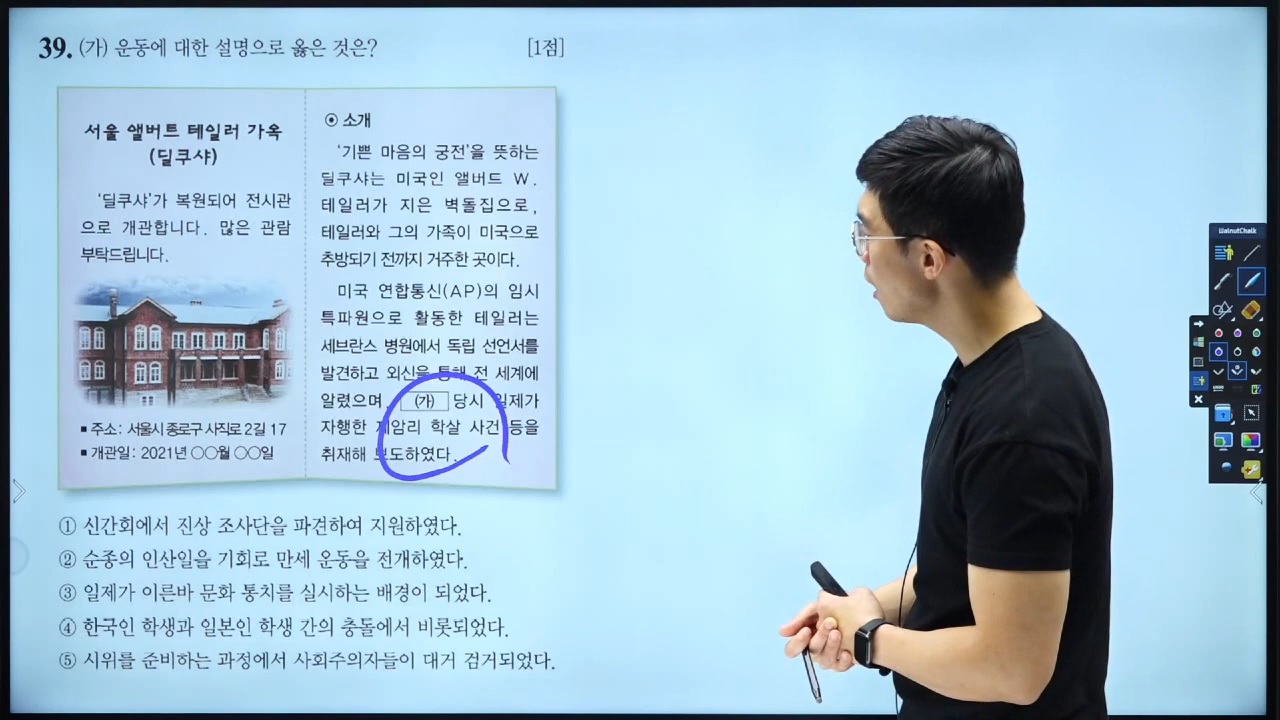 39. (가) 운동에 대한 설명으로 옳은 것은? [1점]
서울 앨버트 테일러 가옥
(딜쿠샤)
'딜쿠샤'가 복원되어 전시관
으로 개관합니다. 많은 관람
부탁드립니다.
■ 주소: 서울시 종로구 사직로 2길 17
■ 개관일: 2021년 ○○월 ○○일
⊙ 소개
'기쁜 마음의 궁전'을 뜻하는
딜쿠샤는 미국인 앨버드 W.
테일러가 지은 벽돌집으로,
테일러와 그의 가족이 미국으로
추방되기 전까지 거주한 곳이다.
미국 연합통신(AP)의 임시
특파원으로 활동한 테일러는
세브란스 병원에서 독립 선언서를
발견하고 외신을 통해 전 세계에
알렸으며 (가) 당시 일제가
자행한 제암리 학살 사건 등을
취재해 보도하였다.
① 신간회에서 진상 조사단을 파견하여 지원하였다.
② 순종의 인산일을 기회로 만세 운동을 전개하였다.
③ 일제가 이른바 문화 통치를 실시하는 배경이 되었다.
④ 한국인 학생과 일본인 학생 간의 충돌에서 비롯되었다.
⑤ 시위를 준비하는 과정에서 사회주의자들이 대거 검거되었다.
WalnutChalk